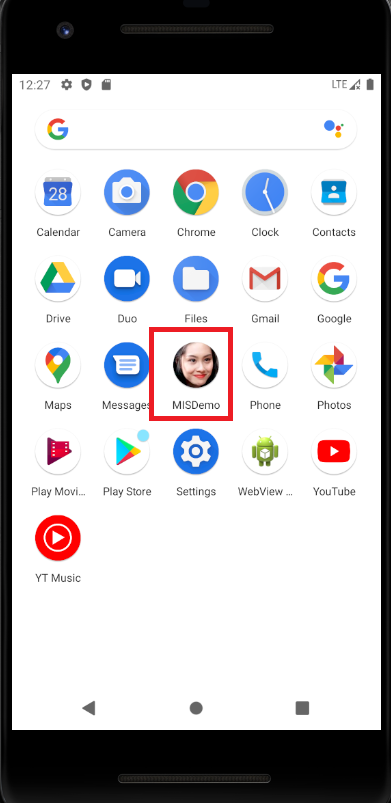 12:27 LTE
G
28
Calendar Camera Chrome Clock Contacts
Drive Duo Files Gmail Google
Maps Messages MISDemo Phone Photos
Play Movi... Play Store Settings WebView ... YouTube
YT Music